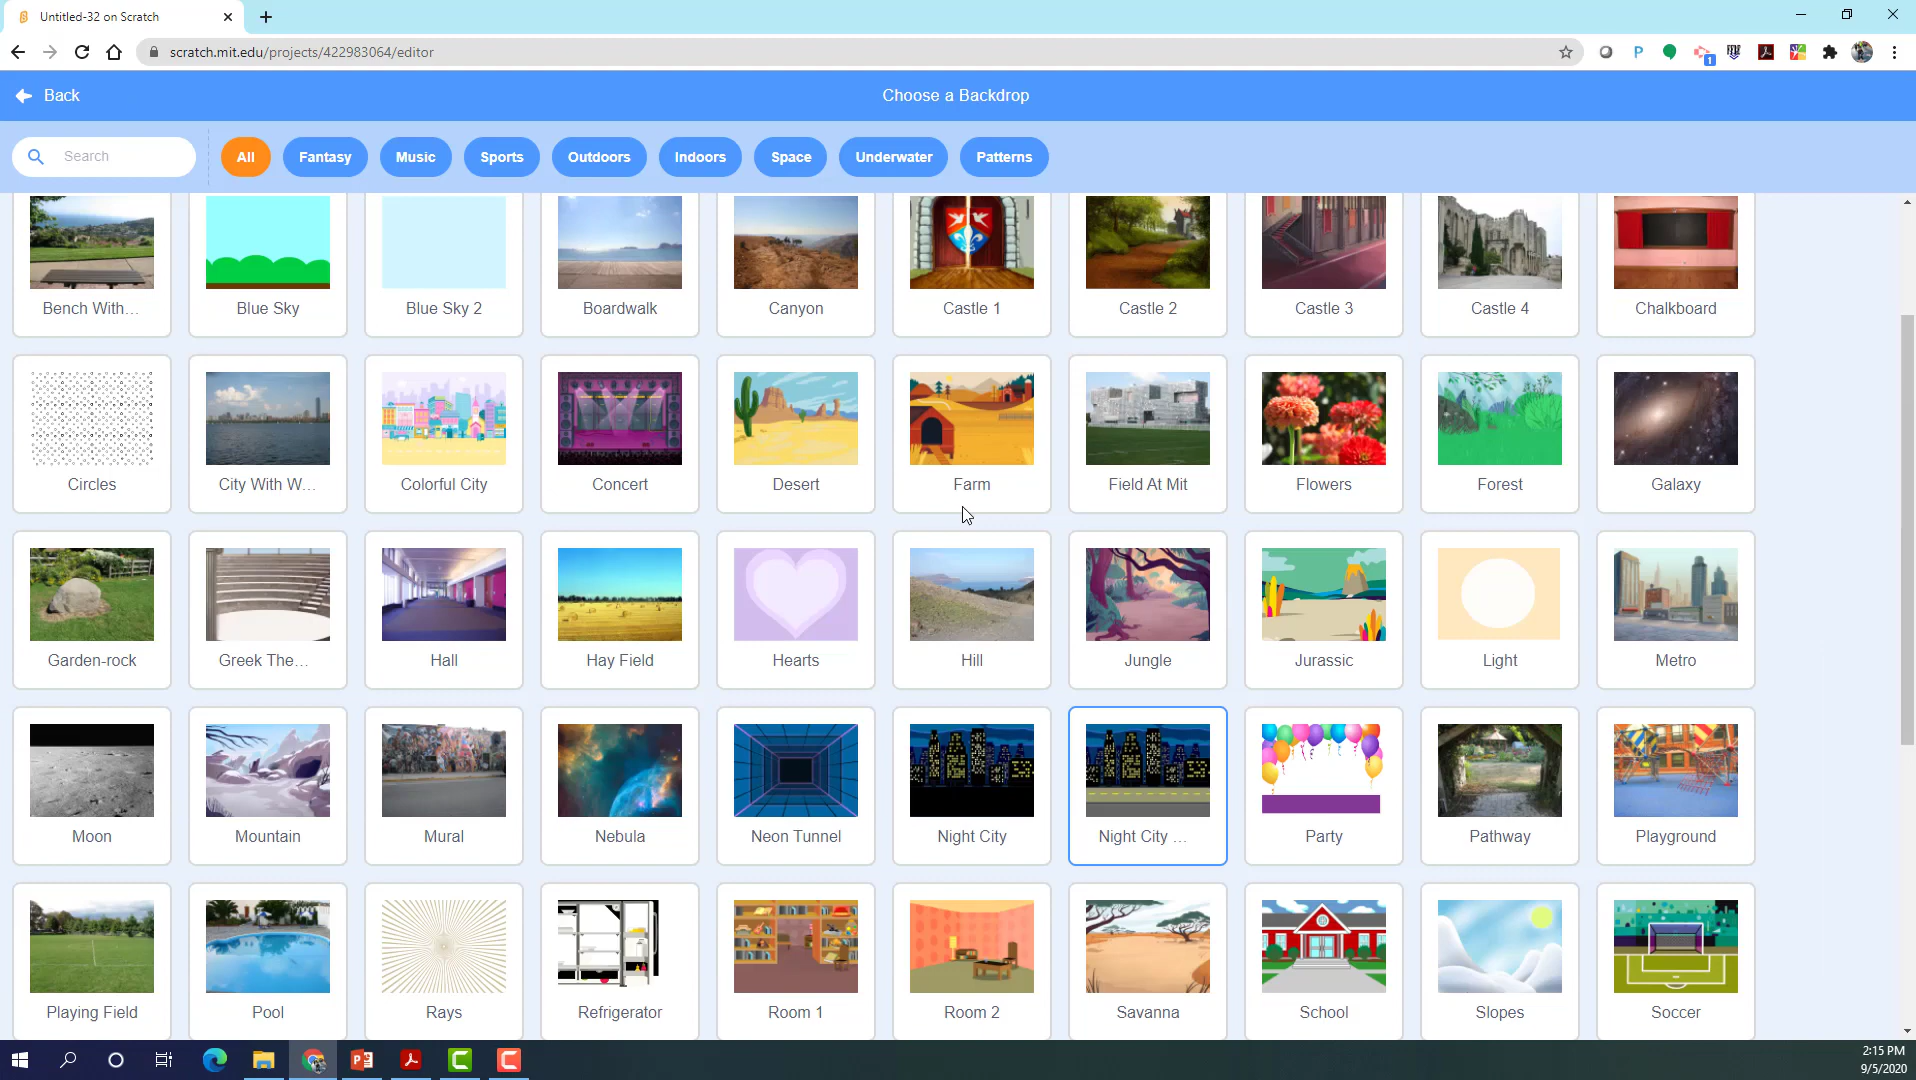 Untitled-32 on Scratch
scratch.mit.edu/projects/422983064/editor
1
Back
Choose a Backdrop
Search
All
Fantasy
Music
Sports
Outdoors
Indoors
Space
Underwater
Patterns
Bench With...
Blue Sky
Blue Sky 2
Boardwalk
Canyon
Castle 1
Castle 2
Castle 3
Castle 4
Chalkboard
Circles
City With W...
Colorful City
Concert
Desert
Farm
Field At Mit
Flowers
Forest
Galaxy
Garden-rock
Greek The...
Hall
Hay Field
Hearts
Hill
Jungle
Jurassic
Light
Metro
Moon
Mountain
Mural
Nebula
Neon Tunnel
Night City
Night City ...
Party
Pathway
Playground
Playing Field
Pool
Rays
Refrigerator
Room 1
Room 2
Savanna
School
Slopes
Soccer
2:15 PM
9/5/2020